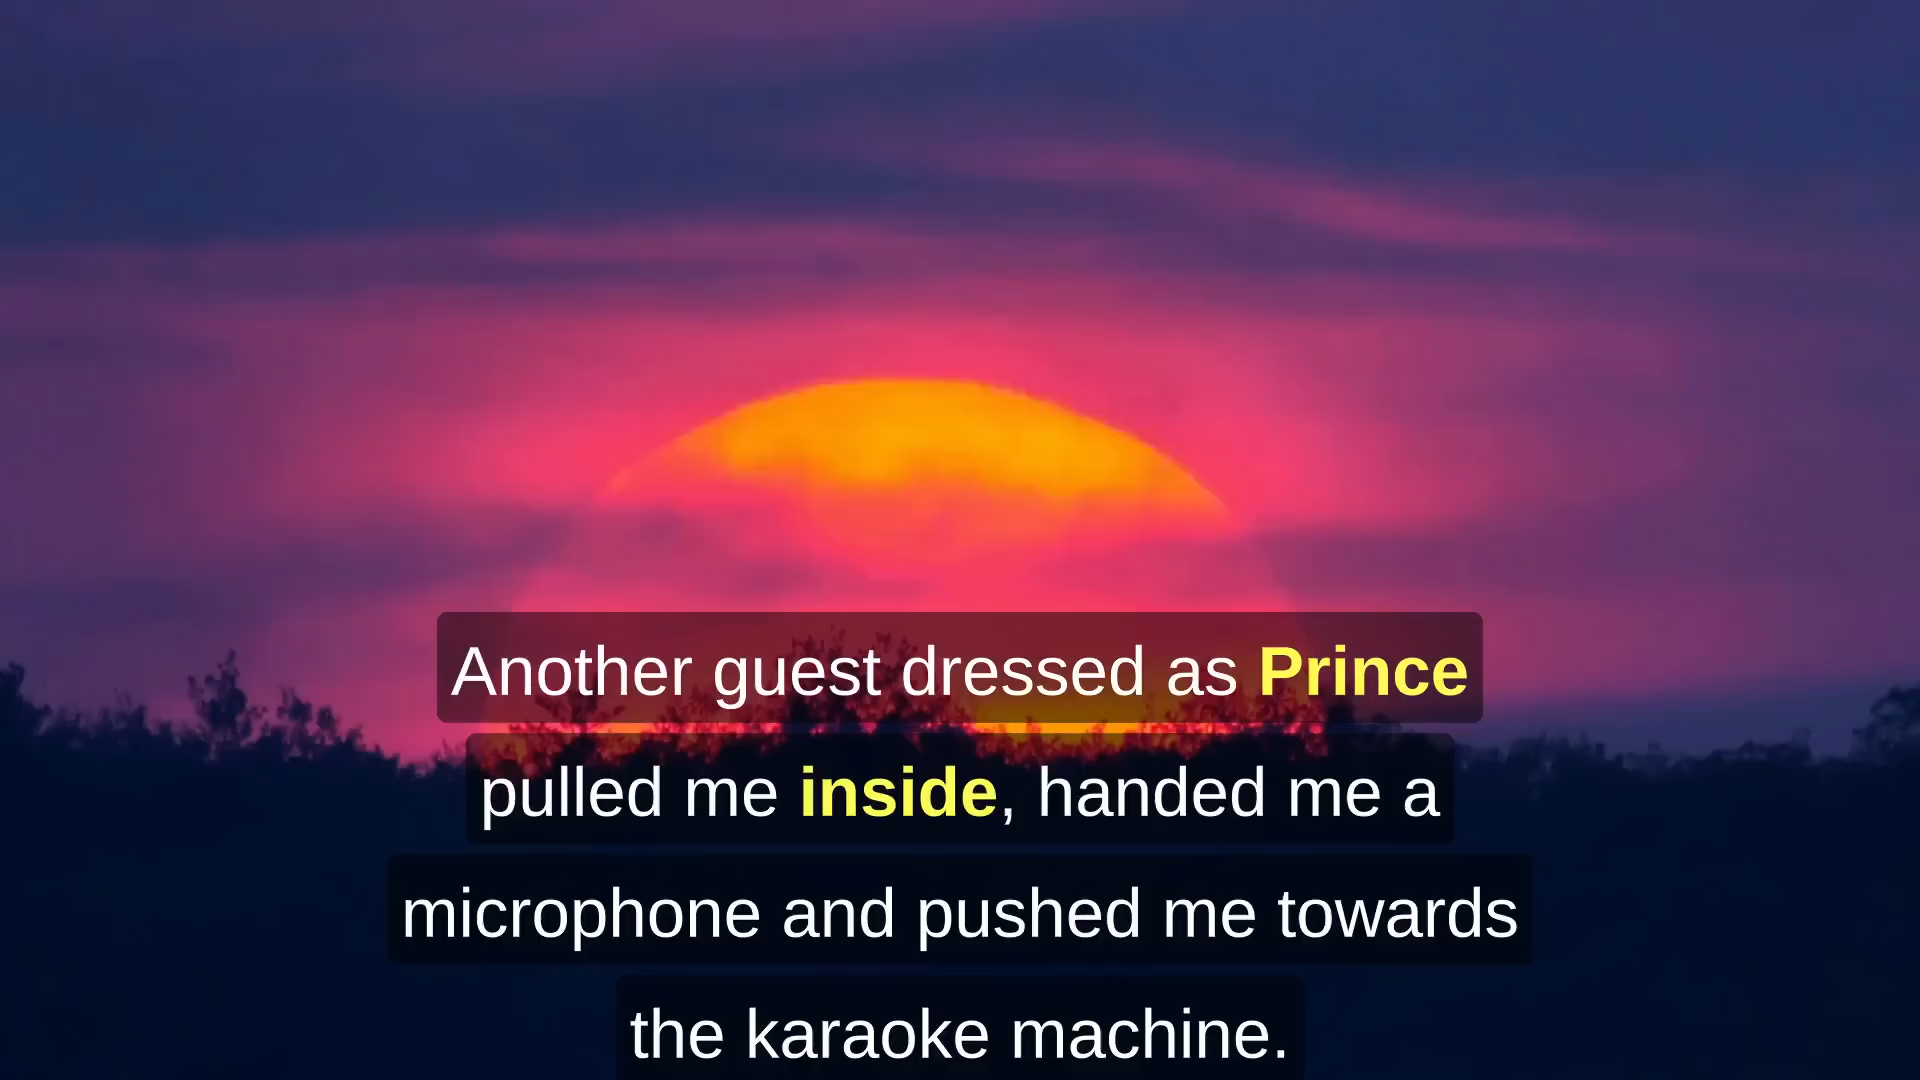 Another guest dressed as Prince
pulled me inside, handed me a
microphone and pushed me towards
the karaoke machine.